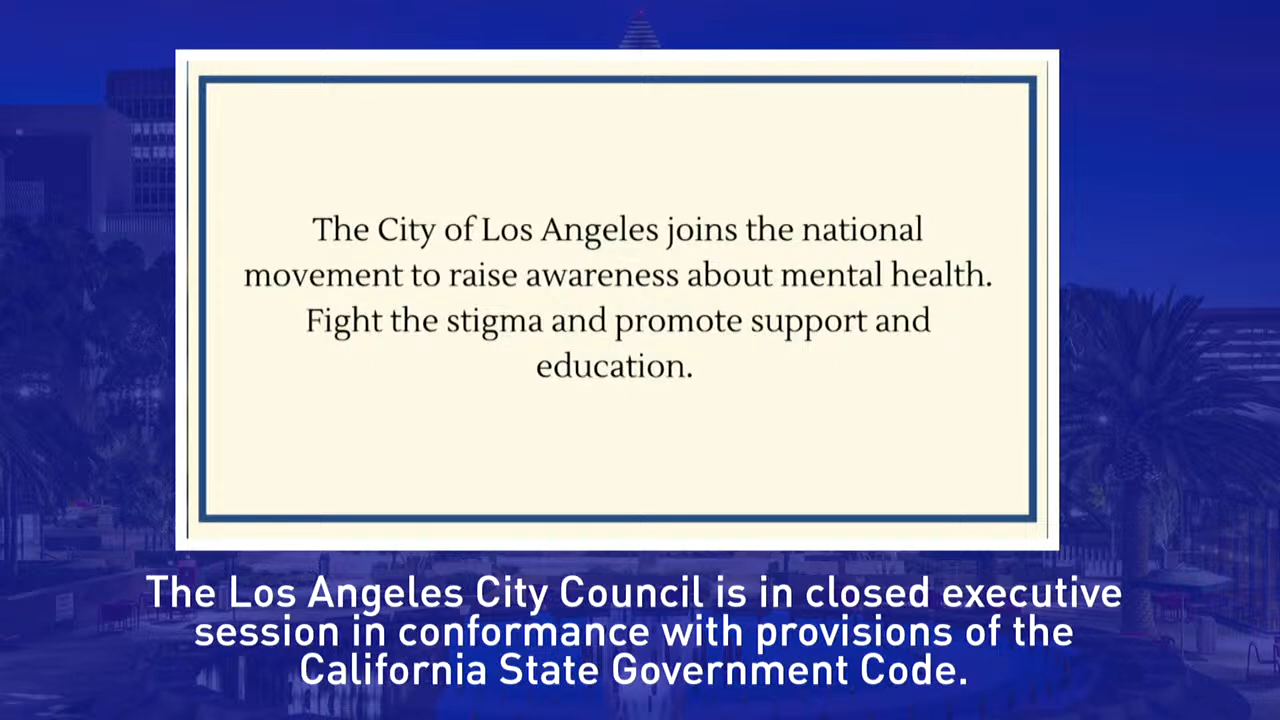 The City of Los Angeles joins the national
movement to raise awareness about mental health.
Fight the stigma and promote support and
education.
The Los Angeles City Council is in closed executive
session in conformance with provisions of the
California State Government Code.